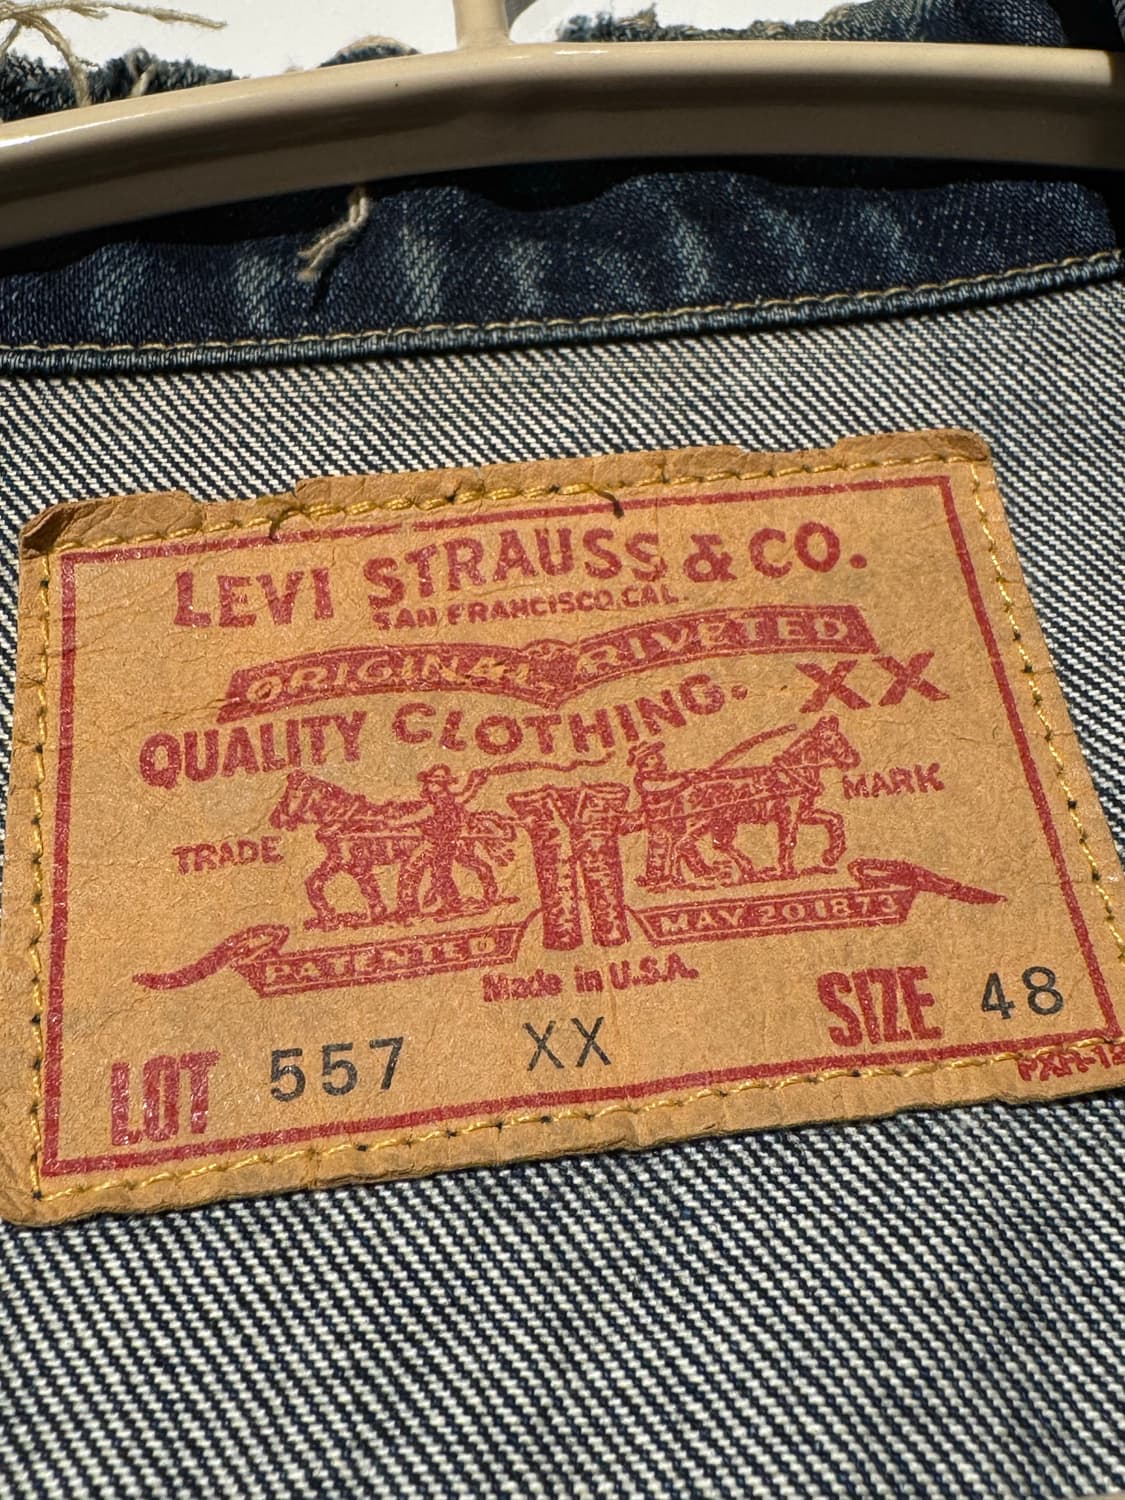 LEVI STRAUSS & CO.
SAN FRANCISCO, CAL.
ORIGINAL RIVETED
QUALITY CLOTHING. XX
TRADE MARK
PATENTED MAY 20 1873
Made in U.S.A.
LOT 557 XX SIZE 48